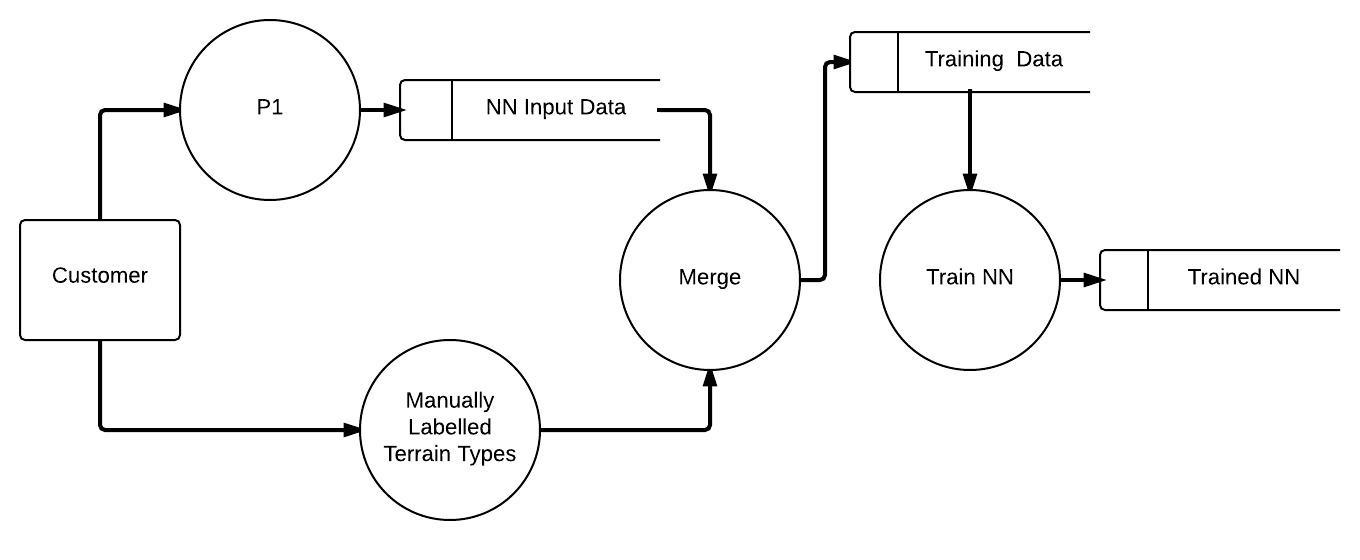 P1
NN Input Data
Training  Data
Customer
Merge
Train NN
Trained NN
Manually
Labelled
Terrain Types